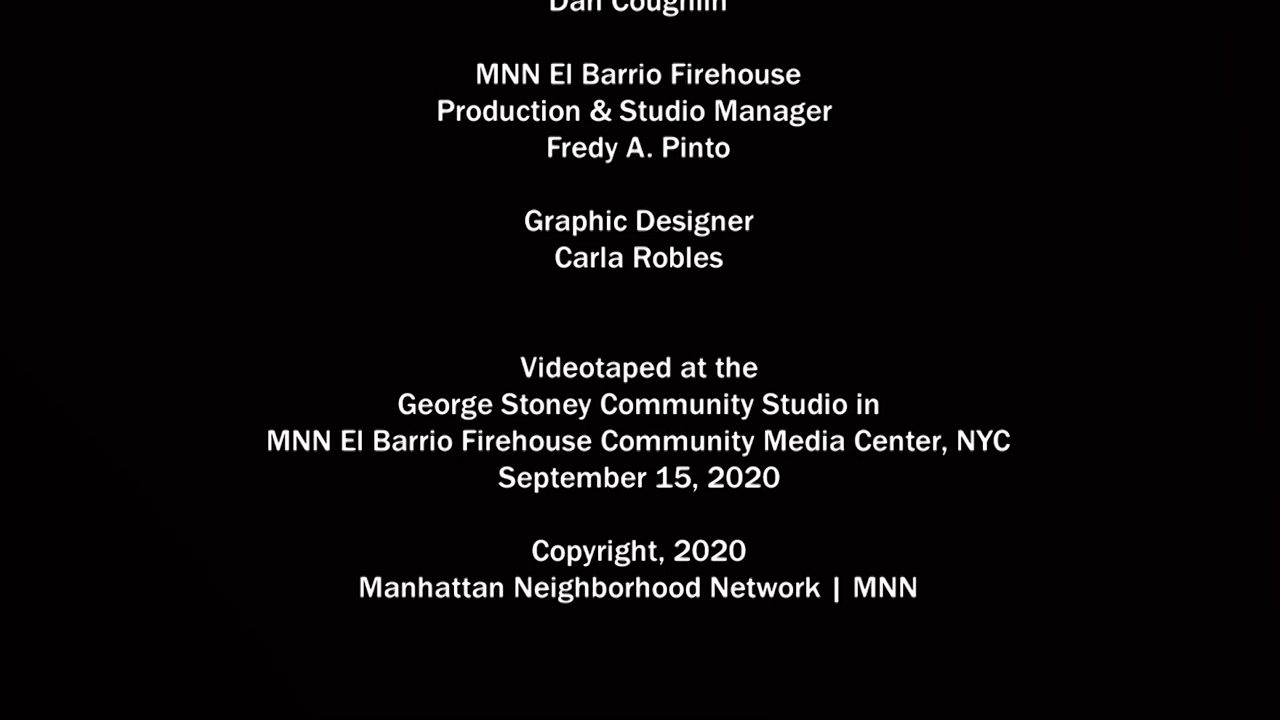 Dan Coughlin
MNN El Barrio Firehouse
Production & Studio Manager
Fredy A. Pinto
Graphic Designer
Carla Robles
Videotaped at the
George Stoney Community Studio in
MNN El Barrio Firehouse Community Media Center, NYC
September 15, 2020
Copyright, 2020
Manhattan Neighborhood Network | MNN